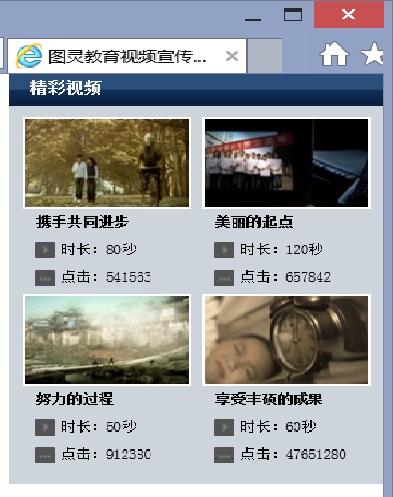 图灵教育视频宣传...
精彩视频
携手共同进步
时长：80秒
点击：541563
美丽的起点
时长：120秒
点击：657842
努力的过程
时长：50秒
点击：912380
享受丰硕的成果
时长：60秒
点击：47651280